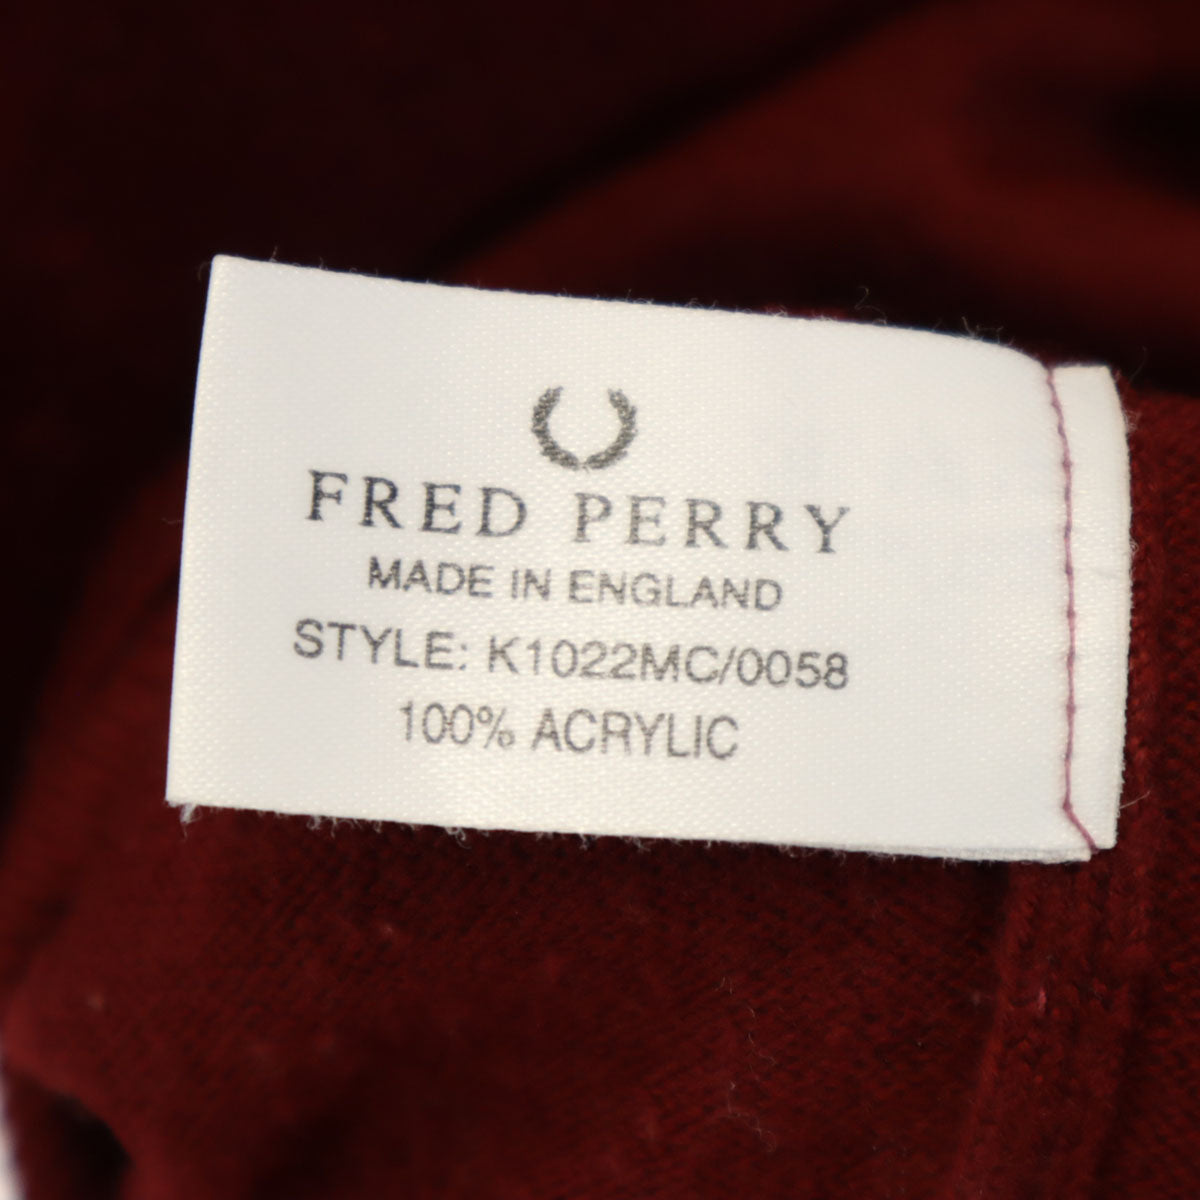 FRED PERRY
MADE IN ENGLAND
STYLE: K1022MC/0058
100% ACRYLIC